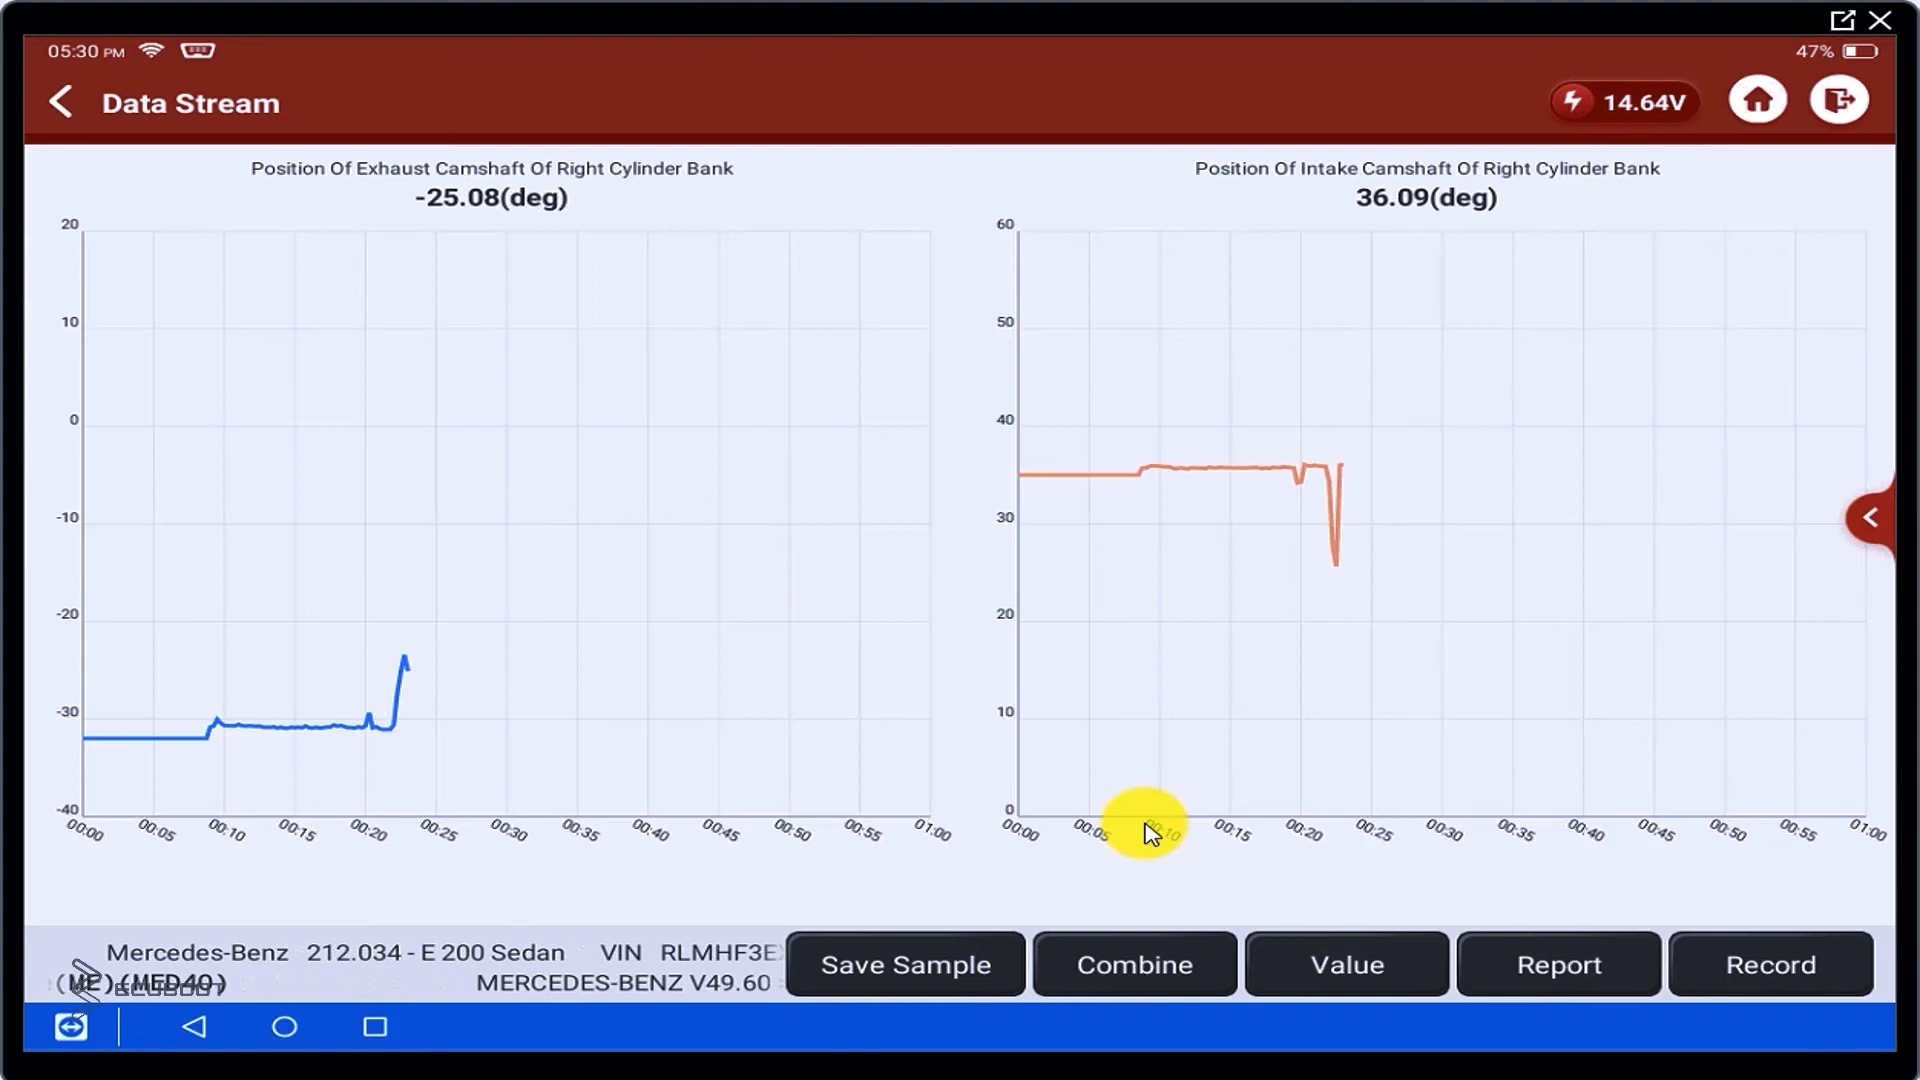 05:30 PM
47%
Data Stream
14.64V
Position Of Exhaust Camshaft Of Right Cylinder Bank
-25.08(deg)
20
10
0
-10
-20
-30
-40
00:00 00:05 00:10 00:15 00:20 00:25 00:30 00:35 00:40 00:45 00:50 00:55 01:00
Position Of Intake Camshaft Of Right Cylinder Bank
36.09(deg)
60
50
40
30
20
10
0
00:00 00:05 00:10 00:15 00:20 00:25 00:30 00:35 00:40 00:45 00:50 00:55 01:00
Mercedes-Benz 212.034 - E 200 Sedan VIN RLMHF3E
(ME)(MED40) MERCEDES-BENZ V49.60
Save Sample
Combine
Value
Report
Record